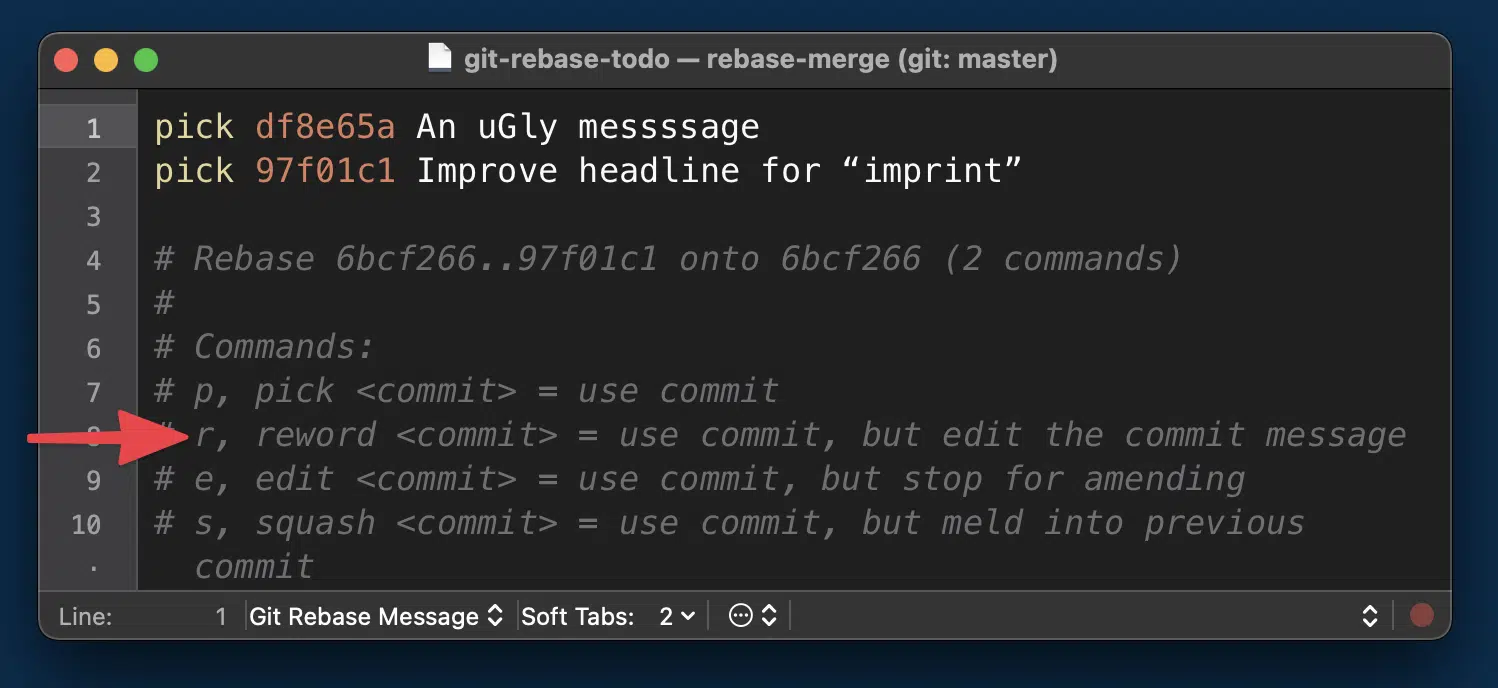 git-rebase-todo — rebase-merge (git: master)
1 pick df8e65a An uGly messssage
2 pick 97f01c1 Improve headline for “imprint”
3
4 # Rebase 6bcf266..97f01c1 onto 6bcf266 (2 commands)
5 #
6 # Commands:
7 # p, pick <commit> = use commit
8 # r, reword <commit> = use commit, but edit the commit message
9 # e, edit <commit> = use commit, but stop for amending
10 # s, squash <commit> = use commit, but meld into previous
· commit
Line: 1 Git Rebase Message Soft Tabs: 2